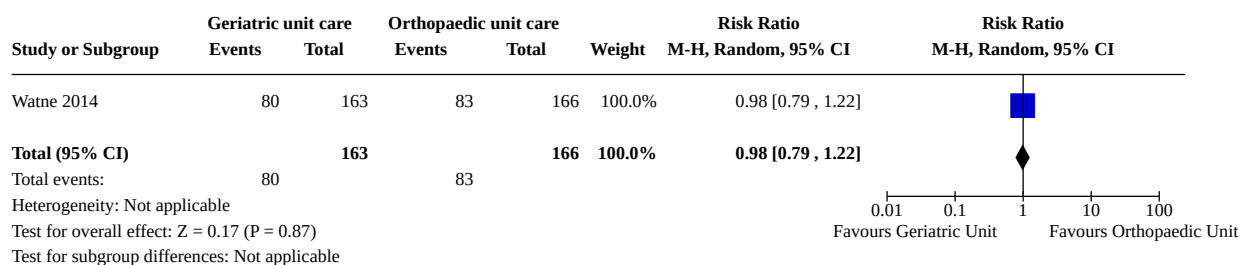 Geriatric unit care Orthopaedic unit care Risk Ratio Risk Ratio
Study or Subgroup Events Total Events Total Weight M-H, Random, 95% CI M-H, Random, 95% CI
Watne 2014 80 163 83 166 100.0% 0.98 [0.79 , 1.22]
Total (95% CI) 163 166 100.0% 0.98 [0.79 , 1.22]
Total events: 80 83
Heterogeneity: Not applicable
0.01 0.1 1 10 100
Test for overall effect: Z = 0.17 (P = 0.87)
Favours Geriatric Unit Favours Orthopaedic Unit
Test for subgroup differences: Not applicable